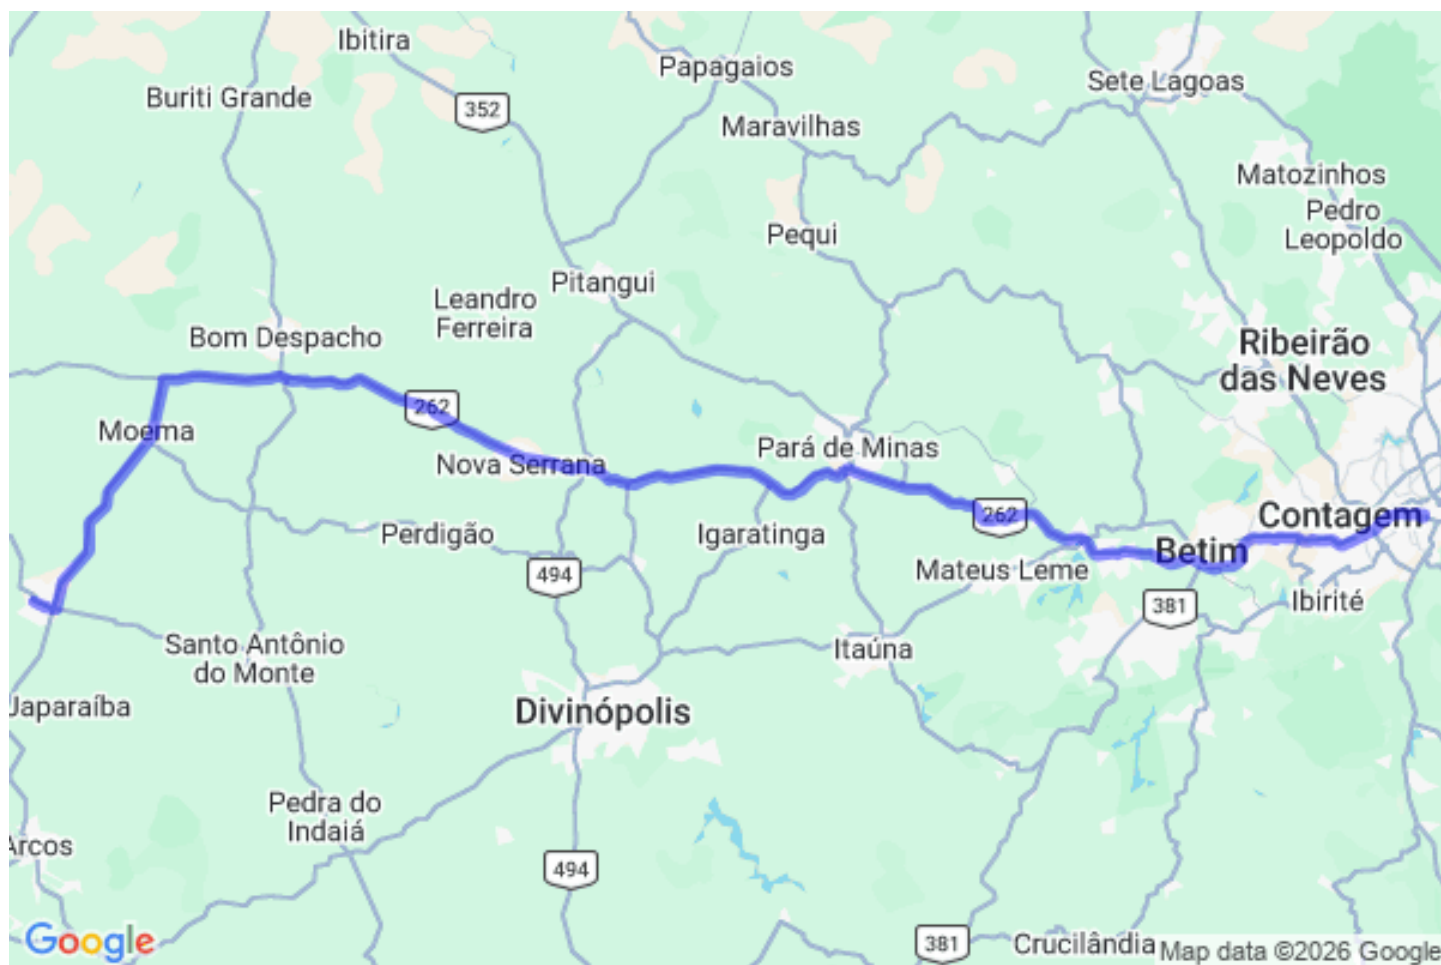 Ibitira
Papagaios
Sete Lagoas
Buriti Grande
352
Maravilhas
Matozinhos
Pedro
Leopoldo
Pequi
Pitangui
Leandro
Ferreira
Bom Despacho
Ribeirão
das Neves
262
Moema
Pará de Minas
Nova Serrana
262
Contagem
Perdigão
Igaratinga
Betim
Mateus Leme
494
381
Ibirité
Santo Antônio
do Monte
Itaúna
Japaraíba
Divinópolis
Pedra do
Indaiá
Arcos
494
Google
381
Crucilândia
Map data ©2026 Google